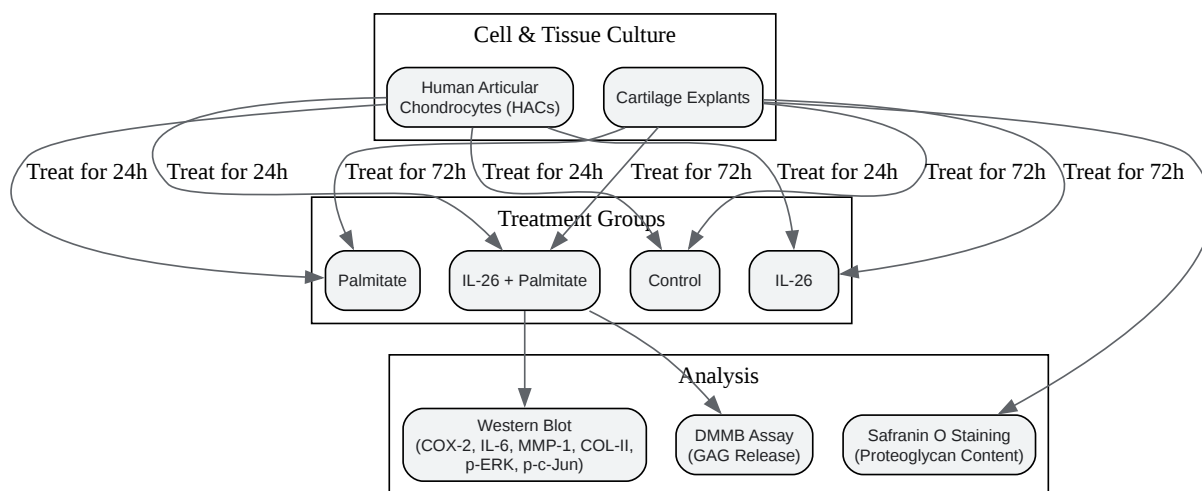 Cell & Tissue Culture
Human Articular
Chondrocytes (HACs)
Cartilage Explants
Treat for 24h
Treat for 24h
Treat for 72h
Treat for 24h
Treat for 72h
Treat for 24h
Treat for 72h
Treat for 72h
Treatment Groups
Palmitate
IL-26 + Palmitate
Control
IL-26
Analysis
Western Blot
(COX-2, IL-6, MMP-1, COL-II,
p-ERK, p-c-Jun)
DMMB Assay
(GAG Release)
Safranin O Staining
(Proteoglycan Content)